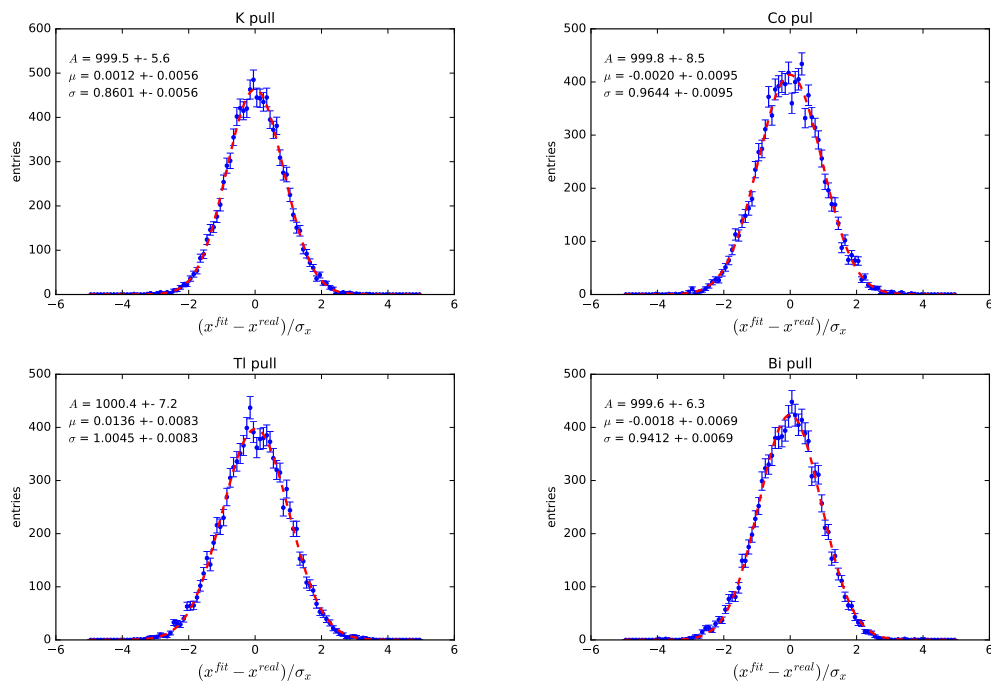 K pull
600
500
400
300
200
100
0
entries
A = 999.5 +- 5.6
μ = 0.0012 +- 0.0056
σ = 0.8601 +- 0.0056
−6 −4 −2 0 2 4 6
(x^{fit} − x^{real})/σ_x
Co pul
500
400
300
200
100
0
entries
A = 999.8 +- 8.5
μ = -0.0020 +- 0.0095
σ = 0.9644 +- 0.0095
−6 −4 −2 0 2 4 6
(x^{fit} − x^{real})/σ_x
Tl pull
500
400
300
200
100
0
entries
A = 1000.4 +- 7.2
μ = 0.0136 +- 0.0083
σ = 1.0045 +- 0.0083
−6 −4 −2 0 2 4 6
(x^{fit} − x^{real})/σ_x
Bi pull
500
400
300
200
100
0
entries
A = 999.6 +- 6.3
μ = -0.0018 +- 0.0069
σ = 0.9412 +- 0.0069
−6 −4 −2 0 2 4 6
(x^{fit} − x^{real})/σ_x